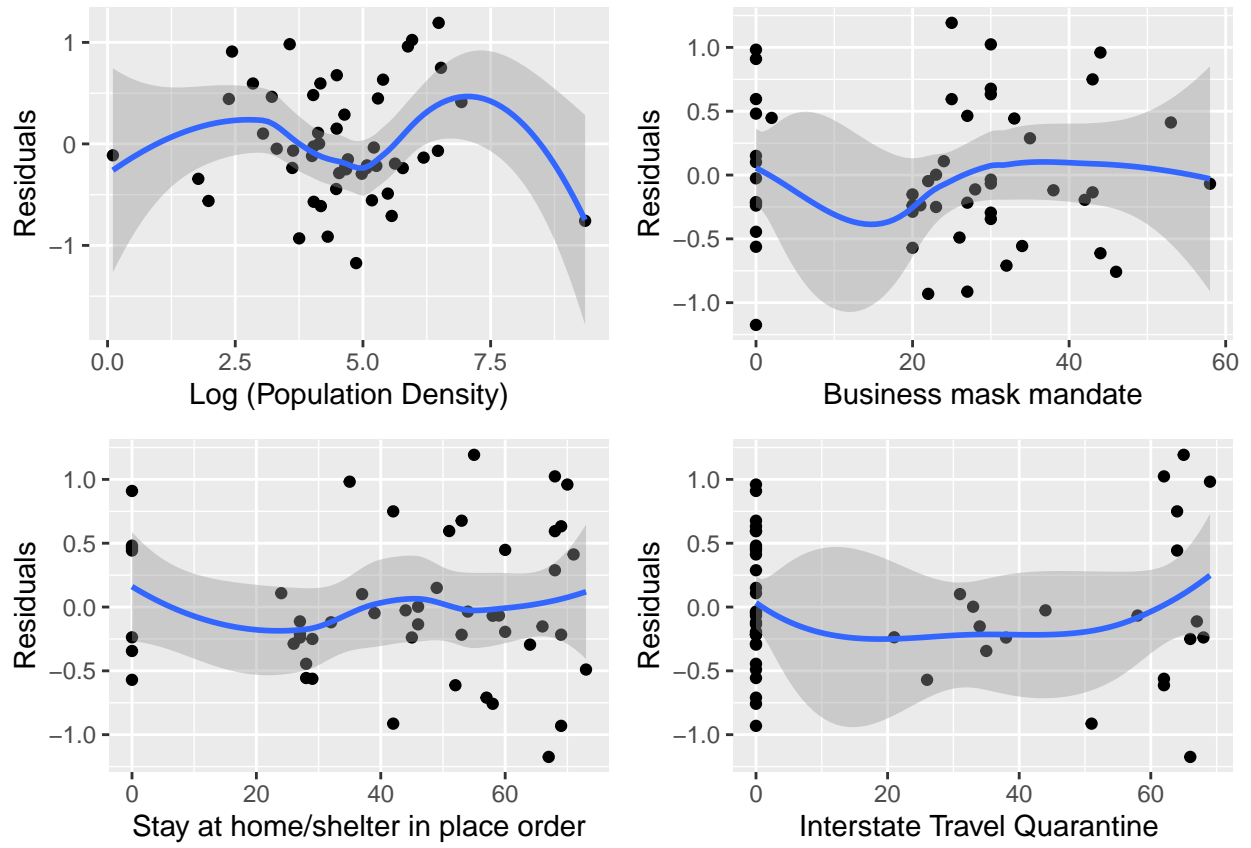 Residuals
1
0
−1
0.0 2.5 5.0 7.5
Log (Population Density)
Residuals
1.0
0.5
0.0
−0.5
−1.0
0 20 40 60
Business mask mandate
Residuals
1.0
0.5
0.0
−0.5
−1.0
0 20 40 60
Stay at home/shelter in place order
Residuals
1.0
0.5
0.0
−0.5
−1.0
0 20 40 60
Interstate Travel Quarantine